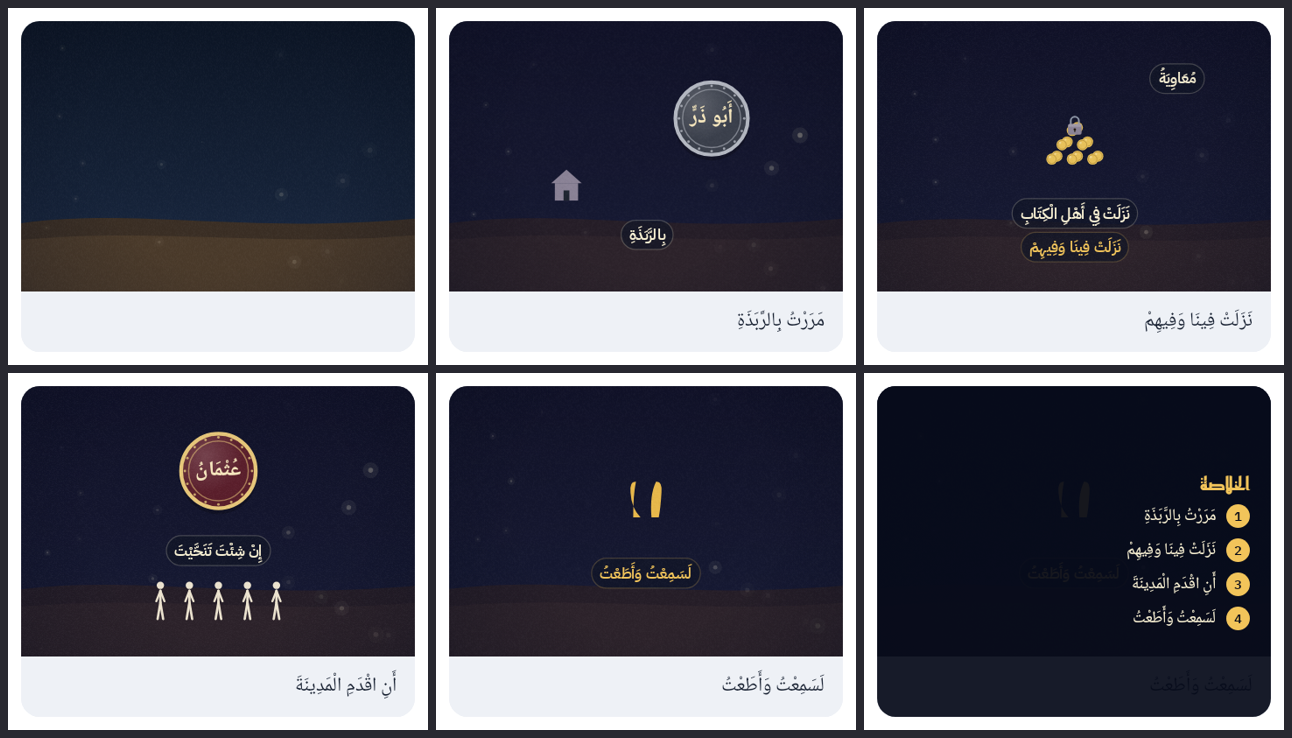 أَبُو ذَرٍّ
بِالرَّبَذَةِ
مَرَرْتُ بِالرَّبَذَةِ
مُعَاوِيَةُ
نَزَلَتْ فِي أَهْلِ الْكِتَابِ
نَزَلَتْ فِينَا وَفِيهِمْ
نَزَلَتْ فِينَا وَفِيهِمْ
عُثْمَانُ
إِنْ شِئْتَ تَنَحَّيْتَ
أَنِ اقْدَمِ الْمَدِينَةَ
لَسَمِعْتُ وَأَطَعْتُ
لَسَمِعْتُ وَأَطَعْتُ
الخلاصة
1 مَرَرْتُ بِالرَّبَذَةِ
2 نَزَلَتْ فِينَا وَفِيهِمْ
3 أَنِ اقْدَمِ الْمَدِينَةَ
4 لَسَمِعْتُ وَأَطَعْتُ
لَسَمِعْتُ وَأَطَعْتُ
لَسَمِعْتُ وَأَطَعْتُ